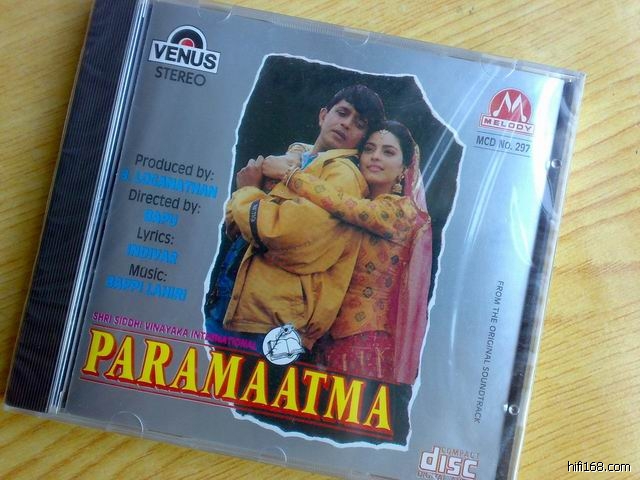 VENUS
STEREO
MELODY
MCD No. 297
Produced by:
S. LOGANATHAN
Directed by:
BAPU
Lyrics:
INDIVAR
Music:
BAPPI LAHIRI
FROM THE ORIGINAL SOUNDTRACK
SHRI SIDDHI VINAYAKA INTERNATIONAL
PARAMAATMA
COMPACT
disc
hifi168.com